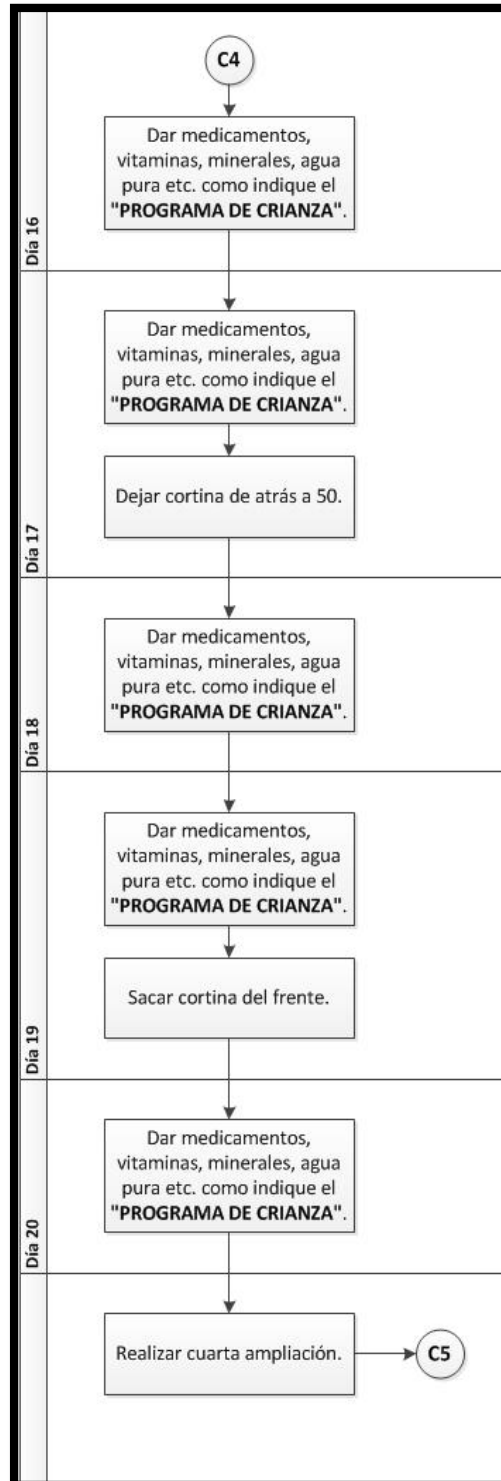 C4
Dar medicamentos,
vitaminas, minerales, agua
pura etc. como indique el
"PROGRAMA DE CRIANZA".
Día 16
Dar medicamentos,
vitaminas, minerales, agua
pura etc. como indique el
"PROGRAMA DE CRIANZA".
Dejar cortina de atrás a 50.
Día 17
Dar medicamentos,
vitaminas, minerales, agua
pura etc. como indique el
"PROGRAMA DE CRIANZA".
Día 18
Dar medicamentos,
vitaminas, minerales, agua
pura etc. como indique el
"PROGRAMA DE CRIANZA".
Sacar cortina del frente.
Día 19
Dar medicamentos,
vitaminas, minerales, agua
pura etc. como indique el
"PROGRAMA DE CRIANZA".
Día 20
Realizar cuarta ampliación.
C5